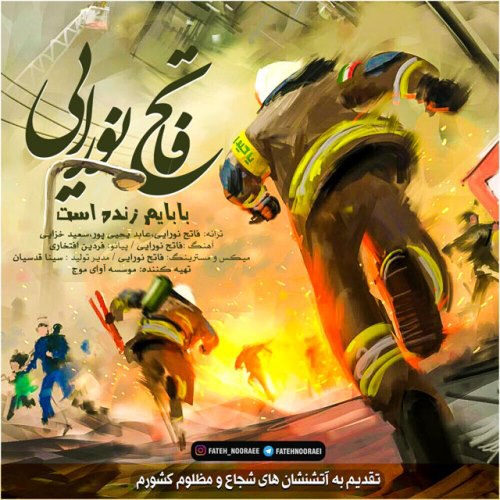 فاتح نورایی
بابایم زنده است
ترانه: فاتح نورایی،عابد یحیی پور،سعید خزایی
آهنگ: فاتح نورایی / پیانو: فردین افتخاری
میکس و مسترینگ: فاتح نورایی / مدیر تولید : سینا قدسیان
تهیه کننده: موسسه آوای موج
FATEH_NOORAEE FATEHNOORAEI
تقدیم به آتشنشان های شجاع و مظلوم کشورم